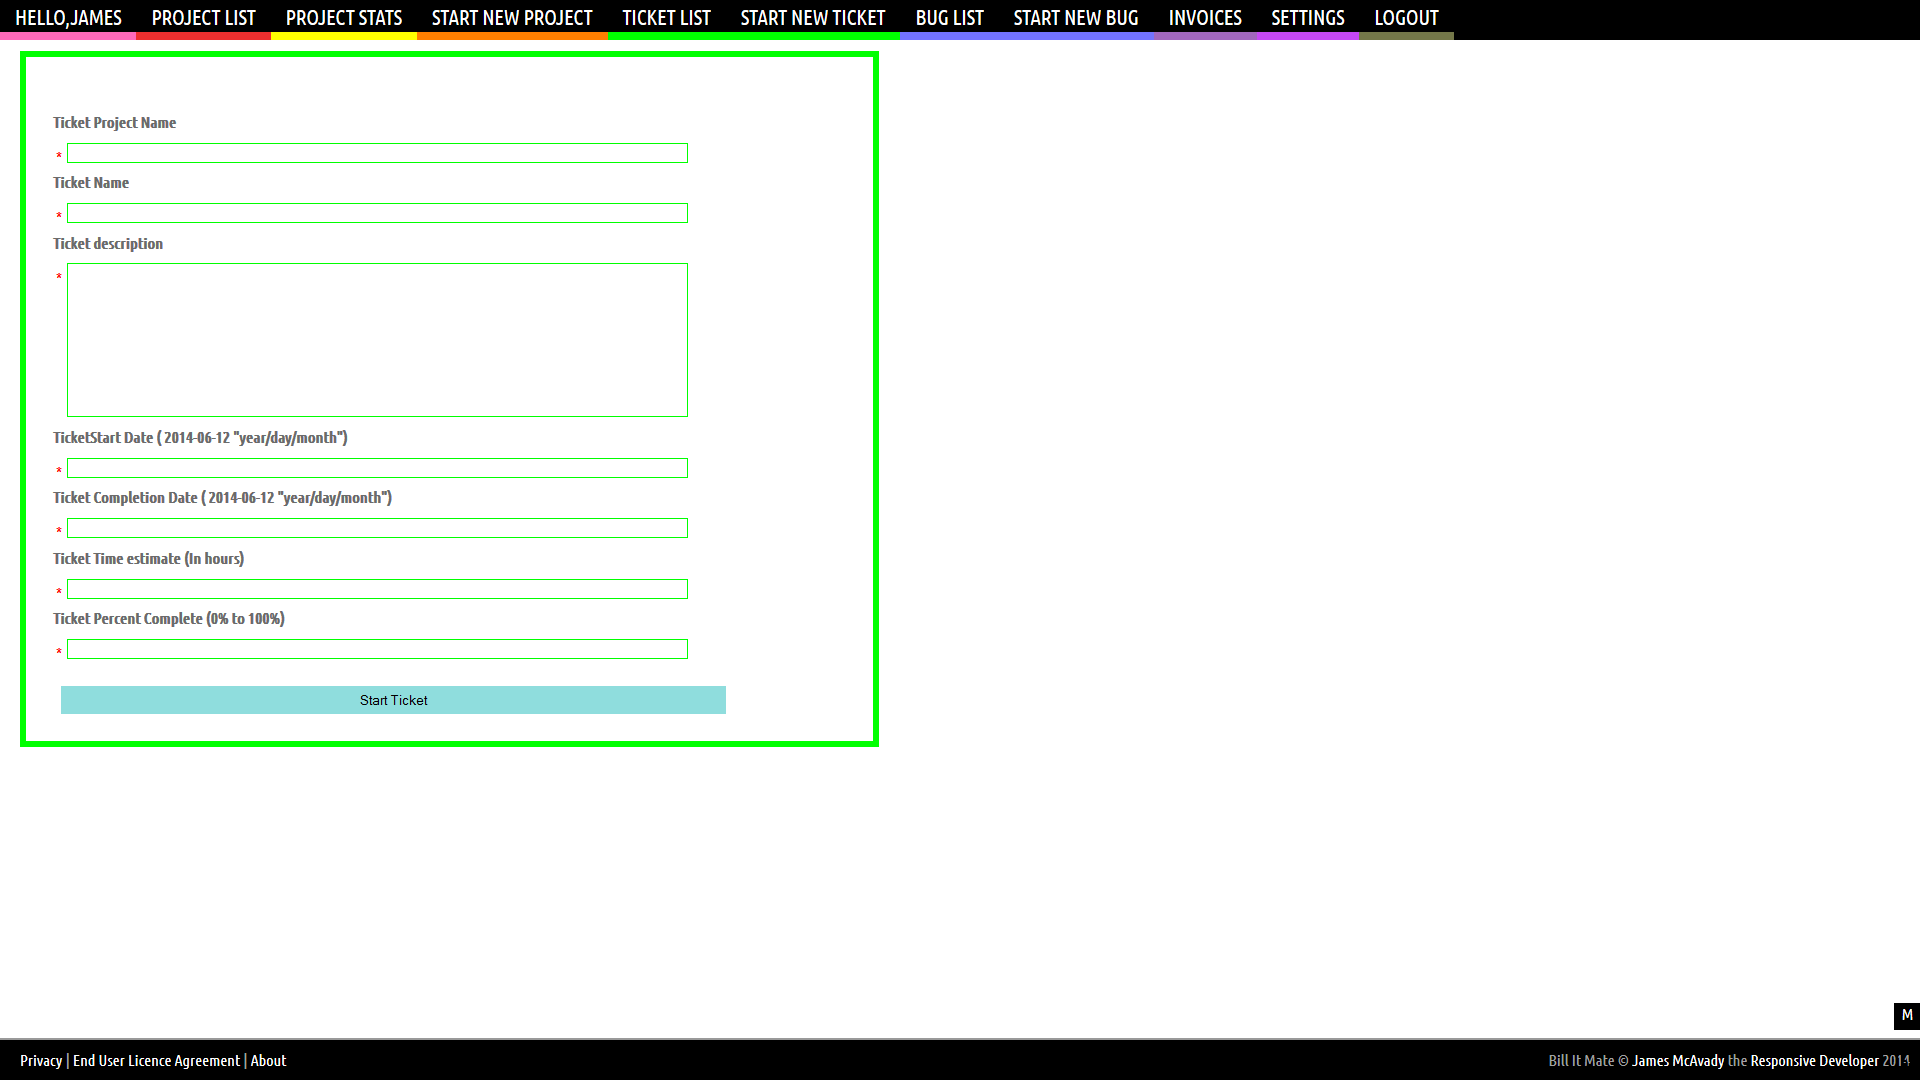 HELLO,JAMES PROJECT LIST PROJECT STATS START NEW PROJECT TICKET LIST START NEW TICKET BUG LIST START NEW BUG INVOICES SETTINGS LOGOUT
Ticket Project Name
*
Ticket Name
*
Ticket description
*
TicketStart Date ( 2014-06-12 "year/day/month")
*
Ticket Completion Date ( 2014-06-12 "year/day/month")
*
Ticket Time estimate (In hours)
*
Ticket Percent Complete (0% to 100%)
*
Start Ticket
M
Privacy | End User Licence Agreement | About
Bill It Mate © James McAvady the Responsive Developer 2014